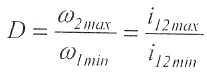 D = ω2max / ω1min = i12max / i12min